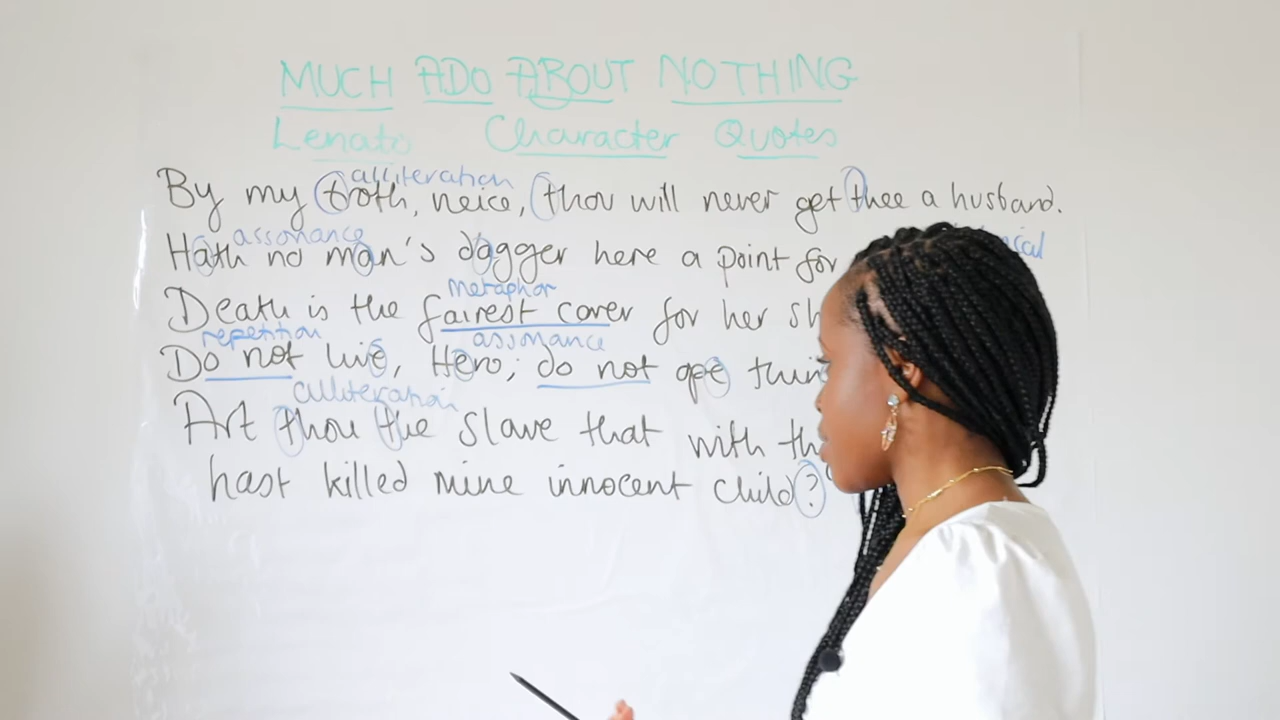 MUCH ADO ABOUT NOTHING
Lenato Character Quotes
alliteration
By my troth, neice, thou will never get thee a husband.
assonance
Hath no man's dagger here a point for
metaphor
Death is the fairest cover for her sh
repetition assonance
Do not live, Hero; do not ope thin
alliteration
Art thou the slave that with th
hast killed mine innocent child?